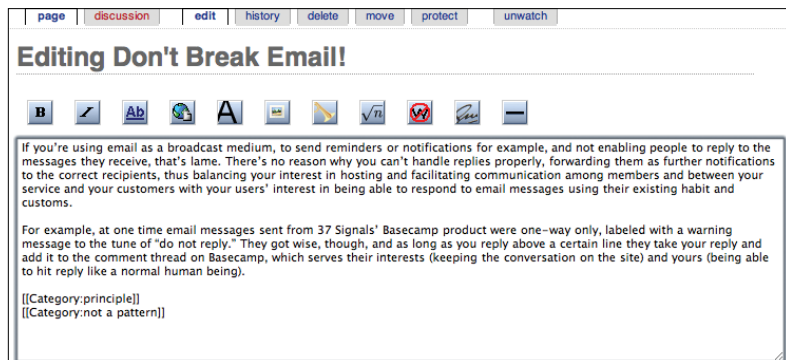 page discussion edit history delete move protect unwatch
Editing Don't Break Email!
B I Ab A √n W
If you’re using email as a broadcast medium, to send reminders or notifications for example, and not enabling people to reply to the
messages they receive, that’s lame. There’s no reason why you can’t handle replies properly, forwarding them as further notifications
to the correct recipients, thus balancing your interest in hosting and facilitating communication among members and between your
service and your customers with your users’ interest in being able to respond to email messages using their existing habit and
customs.
For example, at one time email messages sent from 37 Signals’ Basecamp product were one-way only, labeled with a warning
message to the tune of “do not reply.” They got wise, though, and as long as you reply above a certain line they take your reply and
add it to the comment thread on Basecamp, which serves their interests (keeping the conversation on the site) and yours (being able
to hit reply like a normal human being).
[[Category:principle]]
[[Category:not a pattern]]